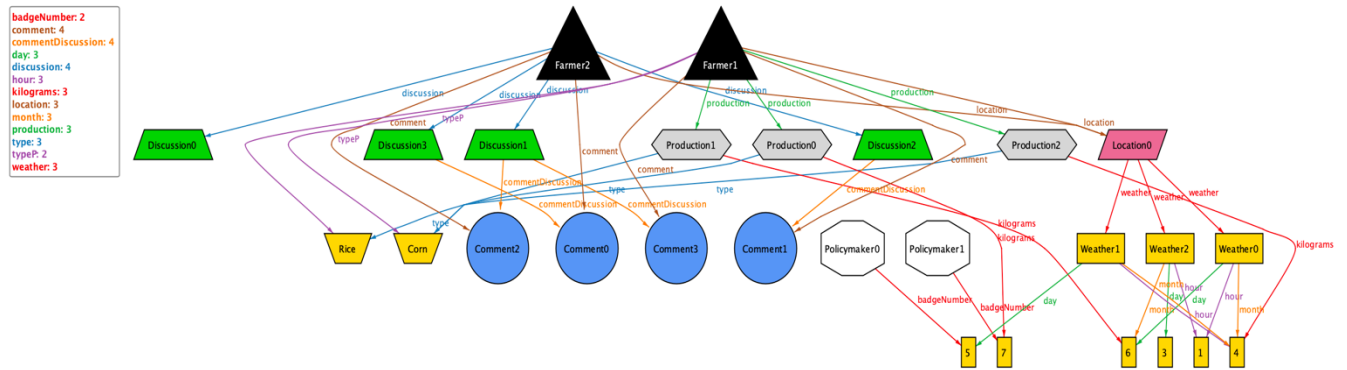 badgeNumber: 2
comment: 4
commentDiscussion: 4
day: 3
discussion: 4
hour: 3
kilograms: 3
location: 3
month: 3
production: 3
type: 3
typeP: 2
weather: 3
Farmer2 Farmer1
discussion discussion discussion discussion production
production production
location
comment typeP location
typeP
Discussion0 Discussion3 Discussion1 Production1 Production0 Discussion2 Production2 Location0
comment comment comment
commentDiscussion type type commentDiscussion weather weather weather
commentDiscussion commentDiscussion
type kilograms
kilograms kilograms
Rice Corn Comment2 Comment0 Comment3 Comment1 Policymaker0 Policymaker1 Weather1 Weather2 Weather0
month hour
badgeNumber day day day hour
badgeNumber month hour month
5 7 6 3 1 4